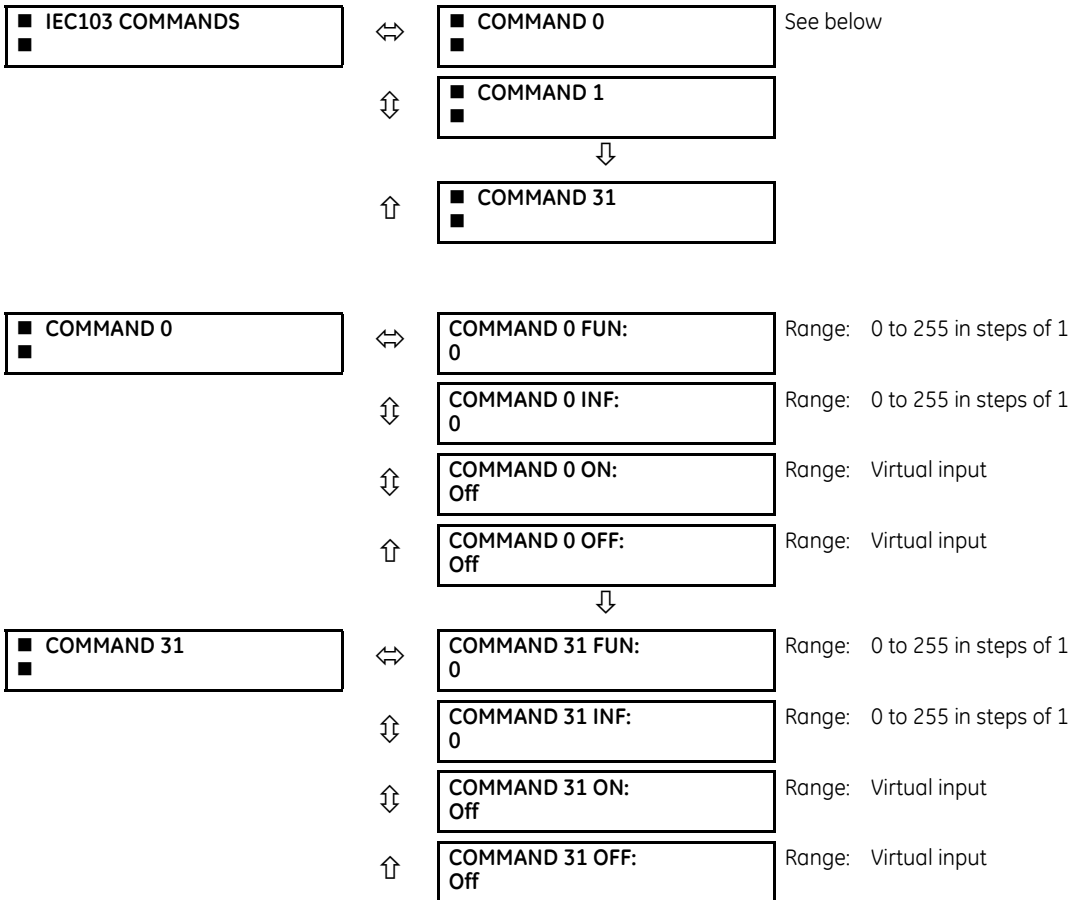 ■ IEC103 COMMANDS
■
■ COMMAND 0
■
See below
■ COMMAND 1
■
■ COMMAND 31
■
■ COMMAND 0
■
COMMAND 0 FUN:
0
Range: 0 to 255 in steps of 1
COMMAND 0 INF:
0
Range: 0 to 255 in steps of 1
COMMAND 0 ON:
Off
Range: Virtual input
COMMAND 0 OFF:
Off
Range: Virtual input
■ COMMAND 31
■
COMMAND 31 FUN:
0
Range: 0 to 255 in steps of 1
COMMAND 31 INF:
0
Range: 0 to 255 in steps of 1
COMMAND 31 ON:
Off
Range: Virtual input
COMMAND 31 OFF:
Off
Range: Virtual input